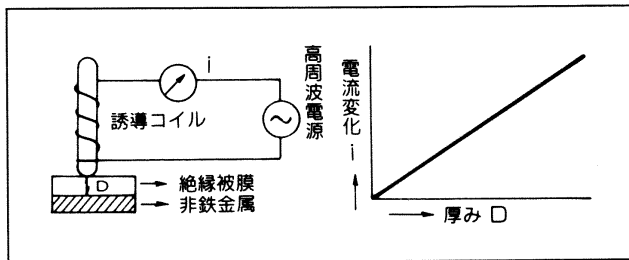 i
高周波電源
誘導コイル
D
絶縁被膜
非鉄金属
電流変化 i
厚み D